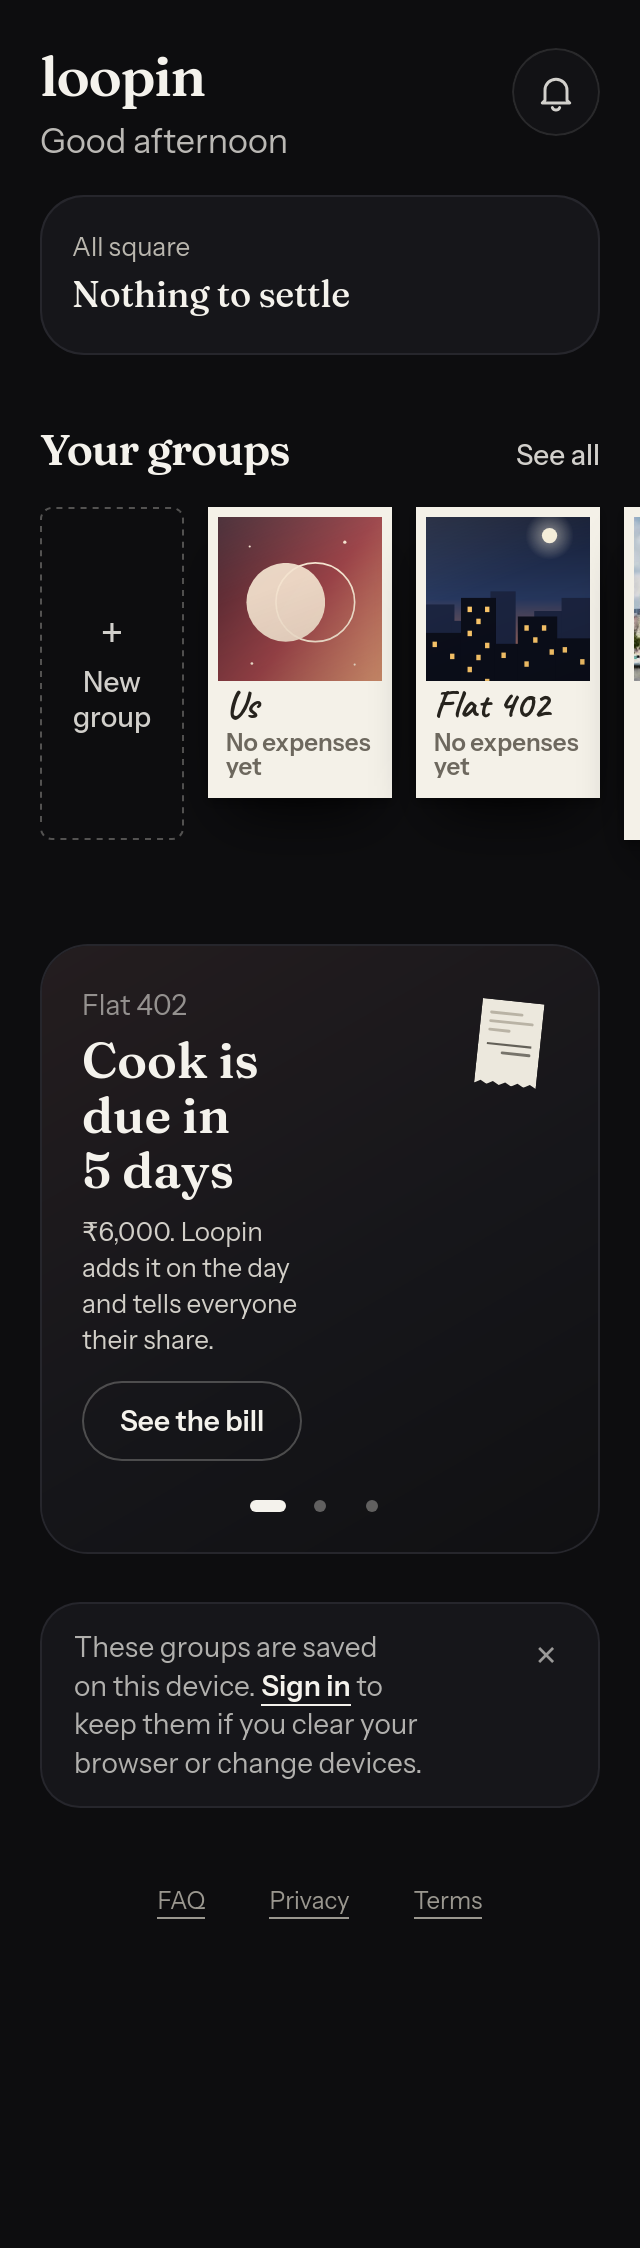 loopin
Good afternoon
All square
Nothing to settle
Your groups
See all
+
New
group
Us
No expenses
yet
Flat 402
No expenses
yet
Flat 402
Cook is
due in
5 days
₹6,000. Loopin
adds it on the day
and tells everyone
their share.
See the bill
These groups are saved
on this device. Sign in to
keep them if you clear your
browser or change devices.
FAQ
Privacy
Terms